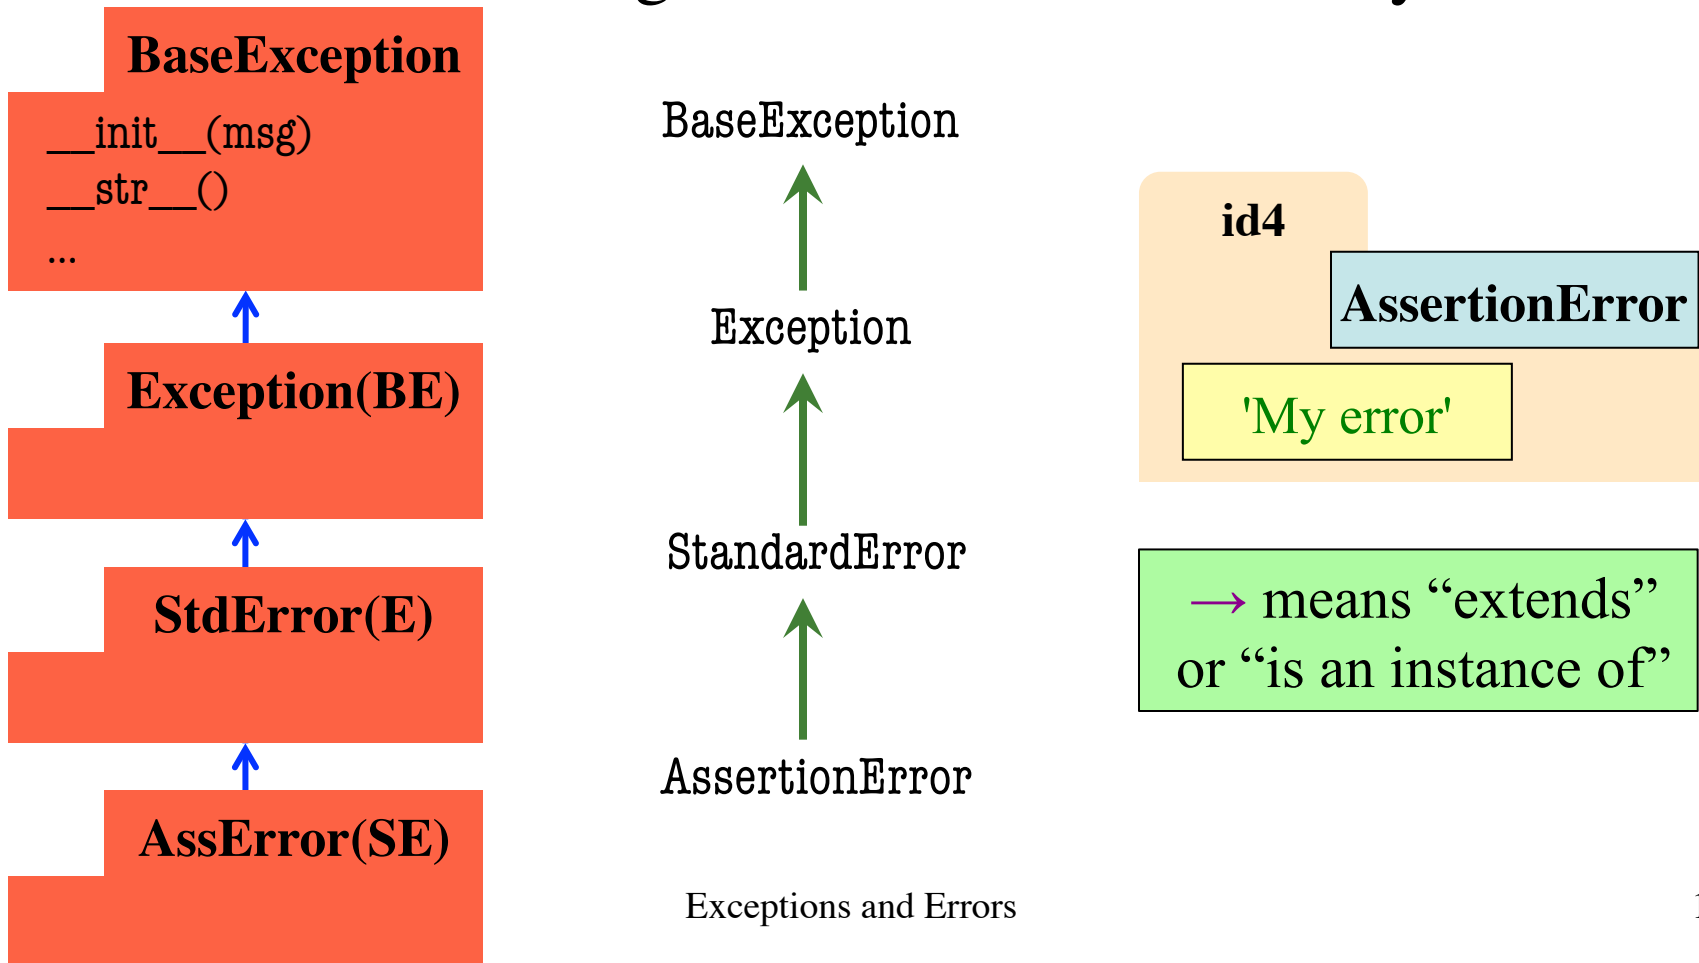 BaseException
__init__(msg)
__str__()
...
Exception(BE)
StdError(E)
AssError(SE)
BaseException
Exception
StandardError
AssertionError
id4
AssertionError
'My error'
→ means “extends”
or “is an instance of”
Exceptions and Errors